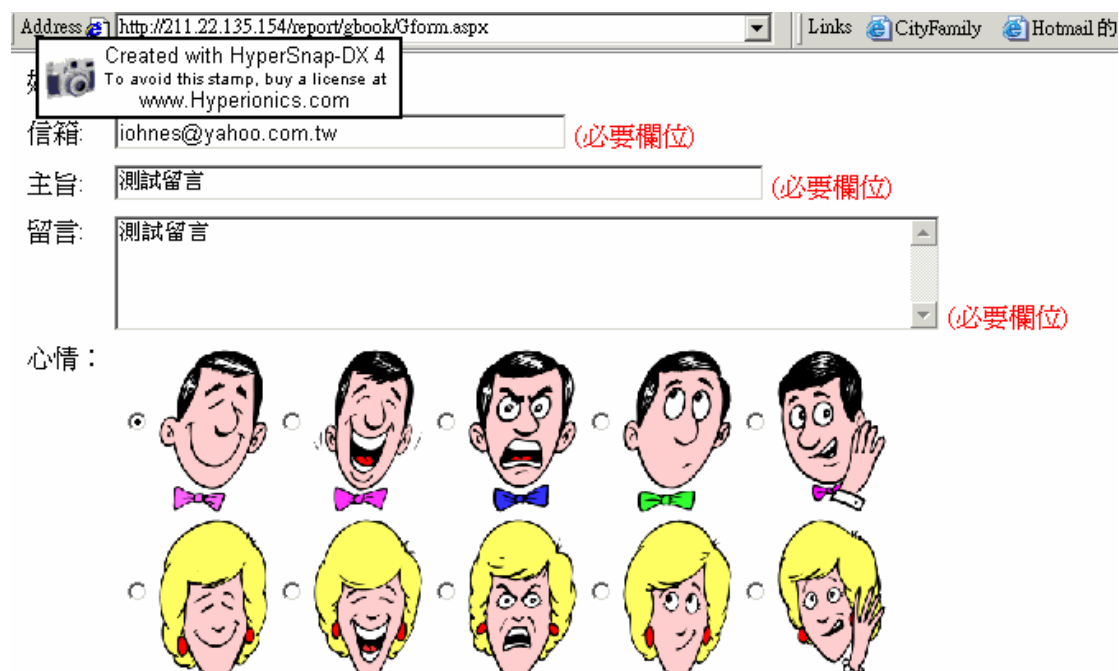 Address http://211.22.135.154/report/gbook/Gform.aspx Links CityFamily Hotmail 的
Created with HyperSnap-DX 4
To avoid this stamp, buy a license at
www.Hyperionics.com
信箱: iohnes@yahoo.com.tw (必要欄位)
主旨: 測試留言 (必要欄位)
留言: 測試留言
(必要欄位)
心情：